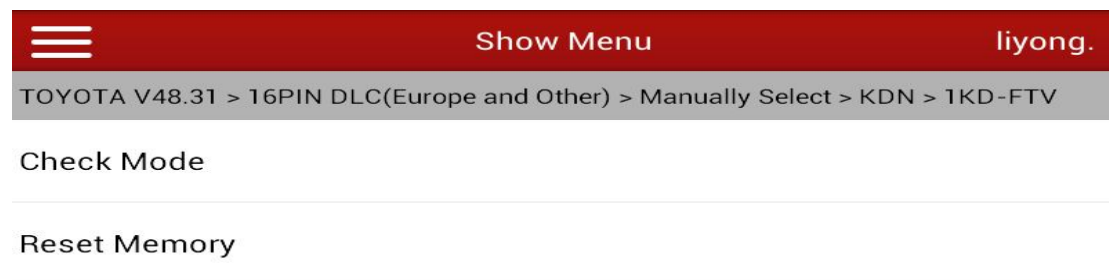 Show Menu liyong.
TOYOTA V48.31 > 16PIN DLC(Europe and Other) > Manually Select > KDN > 1KD-FTV
Check Mode
Reset Memory